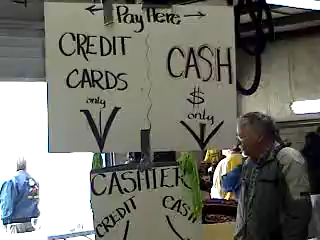 ← Pay Here →
CREDIT
CARDS
only
CASH
$
only
CASHIER
CREDIT
CASH